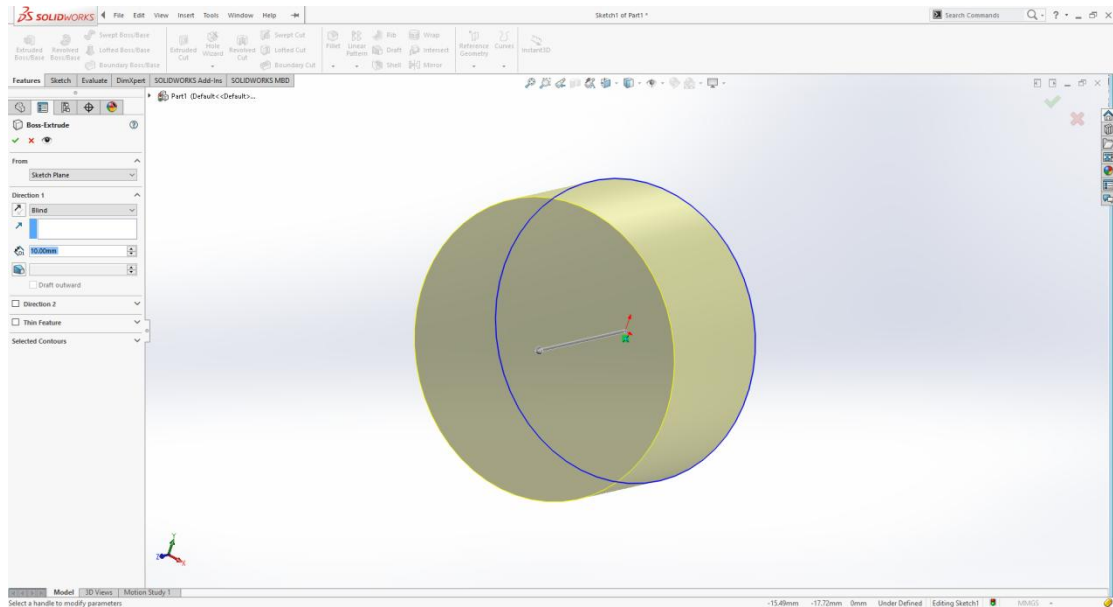 SOLIDWORKS File Edit View Insert Tools Window Help Sketch1 of Part1 * Search Commands ?
Extruded Boss/Base Revolved Boss/Base Swept Boss/Base Lofted Boss/Base Boundary Boss/Base Extruded Cut Hole Wizard Revolved Cut Swept Cut Lofted Cut Boundary Cut Fillet Linear Pattern Rib Draft Shell Wrap Intersect Mirror Reference Geometry Curves Instant3D
Features Sketch Evaluate DimXpert SOLIDWORKS Add-Ins SOLIDWORKS MBD
Part1 (Default<<Default>...
Boss-Extrude
From
Sketch Plane
Direction 1
Blind
10.00mm
Draft outward
Direction 2
Thin Feature
Selected Contours
Y
Z X
Model 3D Views Motion Study 1
Select a handle to modify parameters -15.49mm -17.72mm 0mm Under Defined Editing Sketch1 MMGS